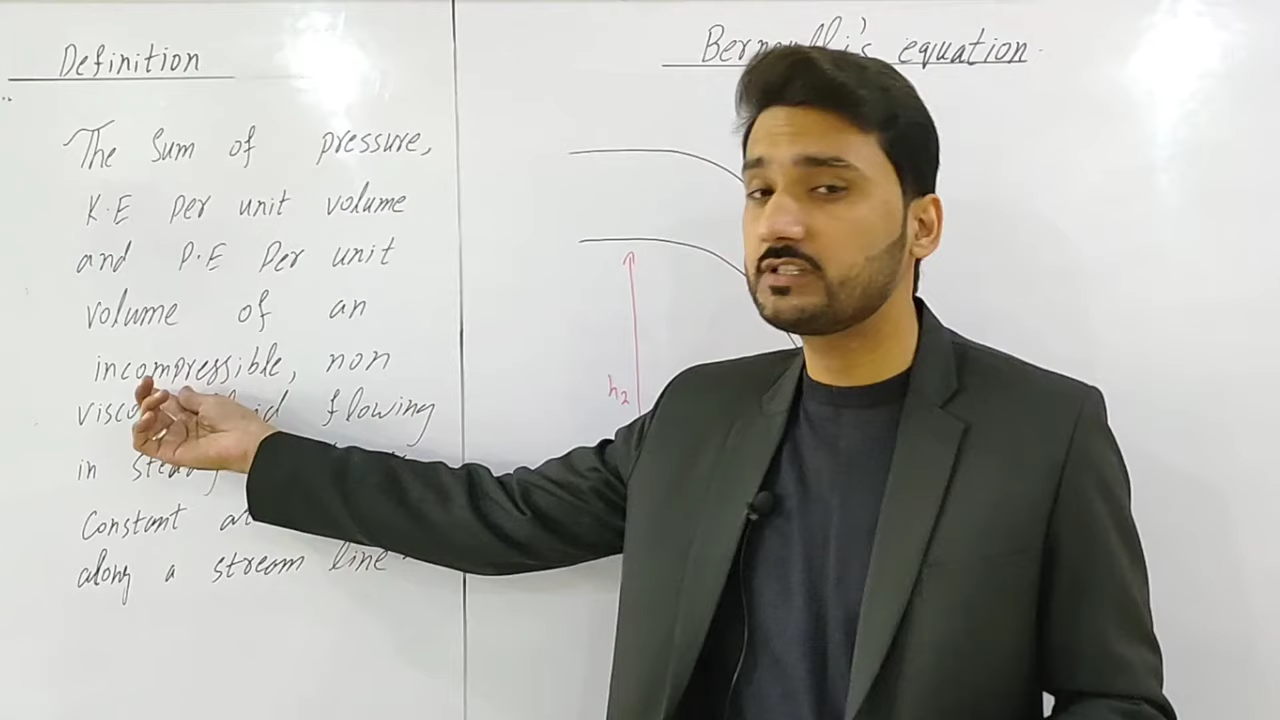 Definition
The Sum of pressure,
K.E Per unit volume
and P.E Per unit
volume of an
incompressible, non
flowing
in
Constant
along a stream line
Bernoulli's equation
h₂